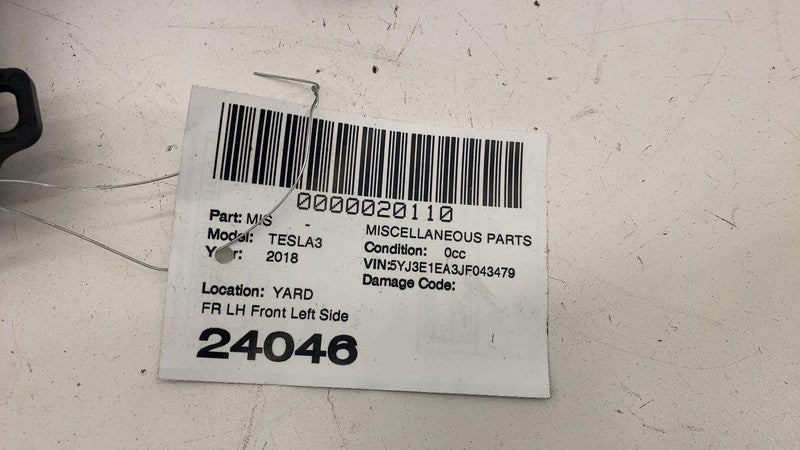 0000020110
Part: MIS - MISCELLANEOUS PARTS
Model: TESLA3 Condition: 0cc
Year: 2018 VIN:5YJ3E1EA3JF043479
Damage Code:
Location: YARD
FR LH Front Left Side
24046